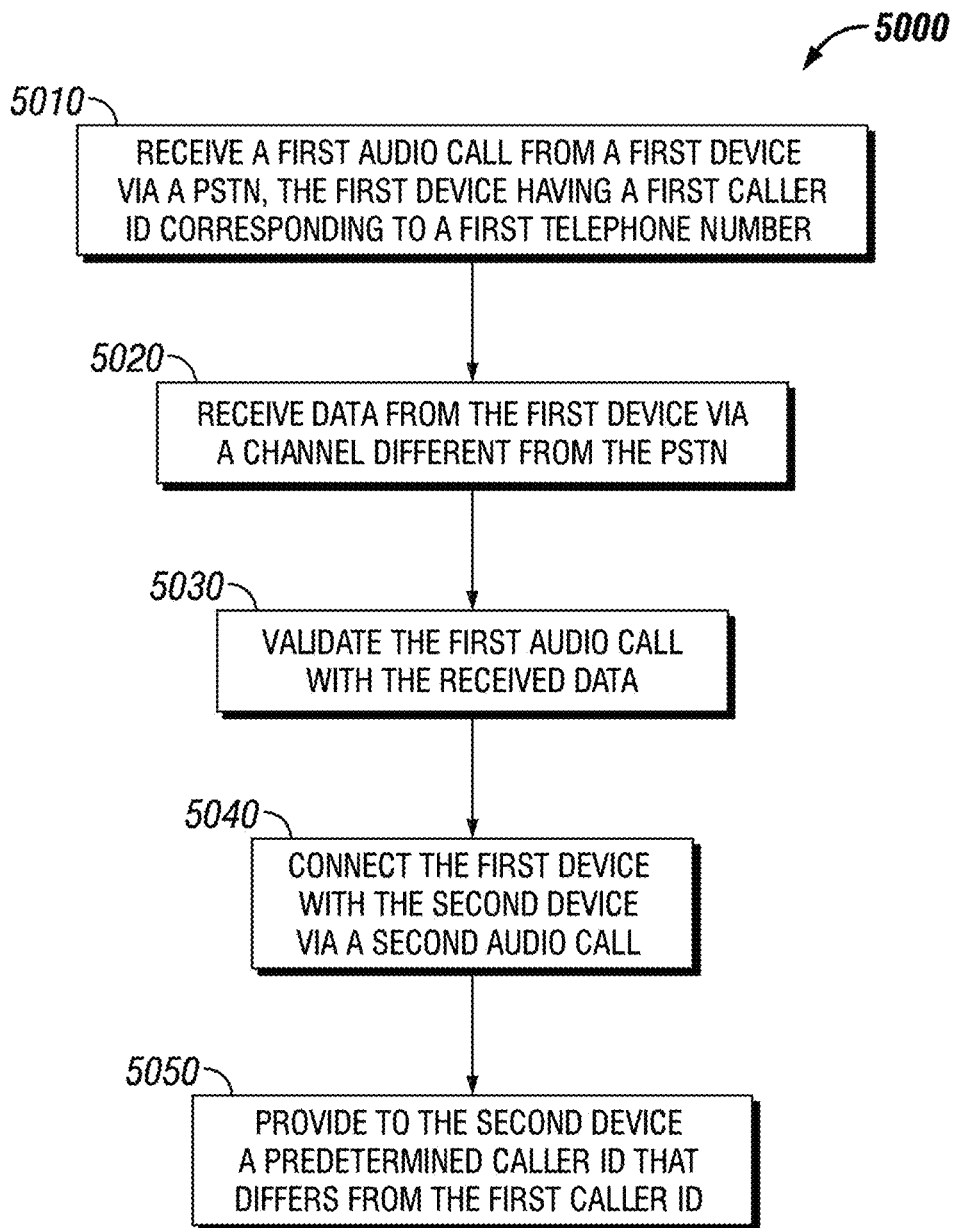 5000
5010
RECEIVE A FIRST AUDIO CALL FROM A FIRST DEVICE
VIA A PSTN, THE FIRST DEVICE HAVING A FIRST CALLER
ID CORRESPONDING TO A FIRST TELEPHONE NUMBER
5020
RECEIVE DATA FROM THE FIRST DEVICE VIA
A CHANNEL DIFFERENT FROM THE PSTN
5030
VALIDATE THE FIRST AUDIO CALL
WITH THE RECEIVED DATA
5040
CONNECT THE FIRST DEVICE
WITH THE SECOND DEVICE
VIA A SECOND AUDIO CALL
5050
PROVIDE TO THE SECOND DEVICE
A PREDETERMINED CALLER ID THAT
DIFFERS FROM THE FIRST CALLER ID